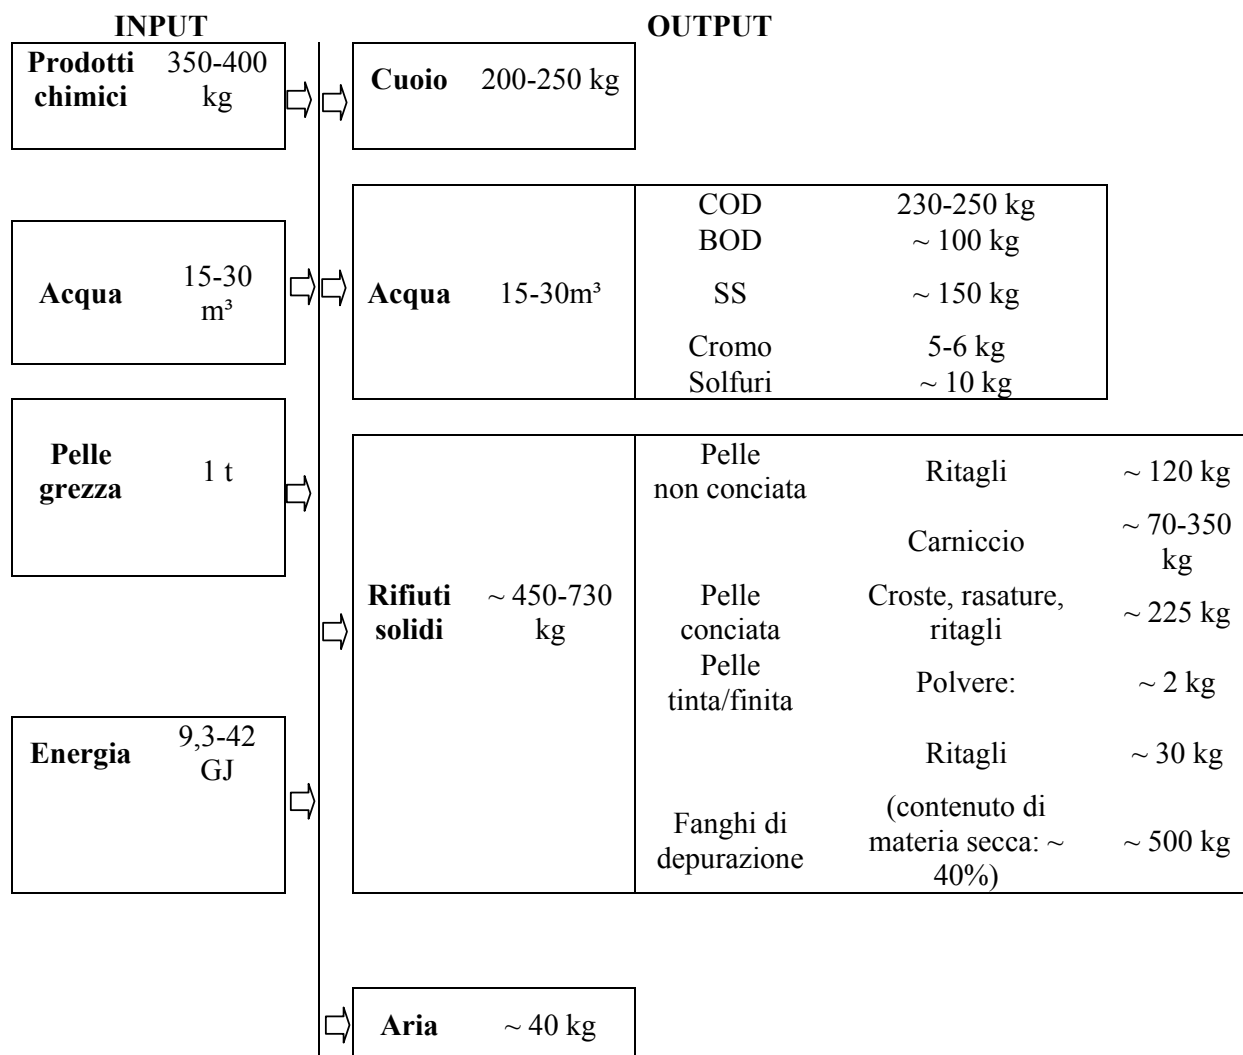 INPUT
OUTPUT
Prodotti
chimici
350-400
kg
Cuoio
200-250 kg
Acqua
15-30
m³
Acqua
15-30m³
COD
230-250 kg
BOD
~ 100 kg
SS
~ 150 kg
Cromo
5-6 kg
Solfuri
~ 10 kg
Pelle
grezza
1 t
Energia
9,3-42
GJ
Rifiuti
solidi
~ 450-730
kg
Pelle
non conciata
Ritagli
~ 120 kg
Carniccio
~ 70-350
kg
Pelle
conciata
Croste, rasature,
ritagli
~ 225 kg
Pelle
tinta/finita
Polvere:
~ 2 kg
Ritagli
~ 30 kg
Fanghi di
depurazione
(contenuto di
materia secca: ~
40%)
~ 500 kg
Aria
~ 40 kg